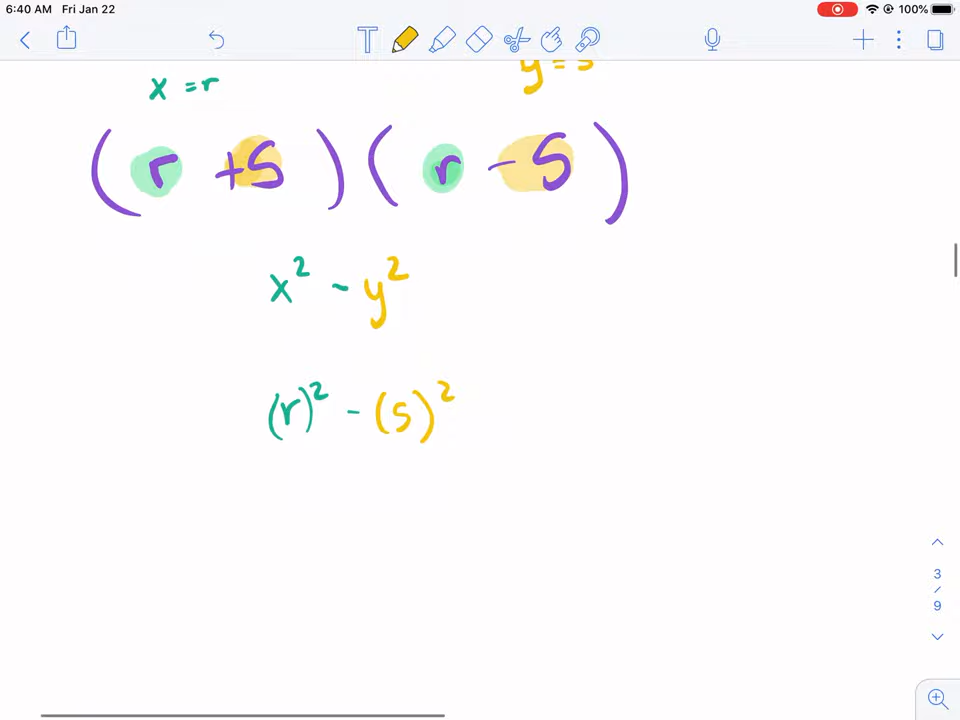 6:40 AM Fri Jan 22 100%
x = r
y = s
(r + s)(r - s)
x² - y²
(r)² - (s)²
3
/
9